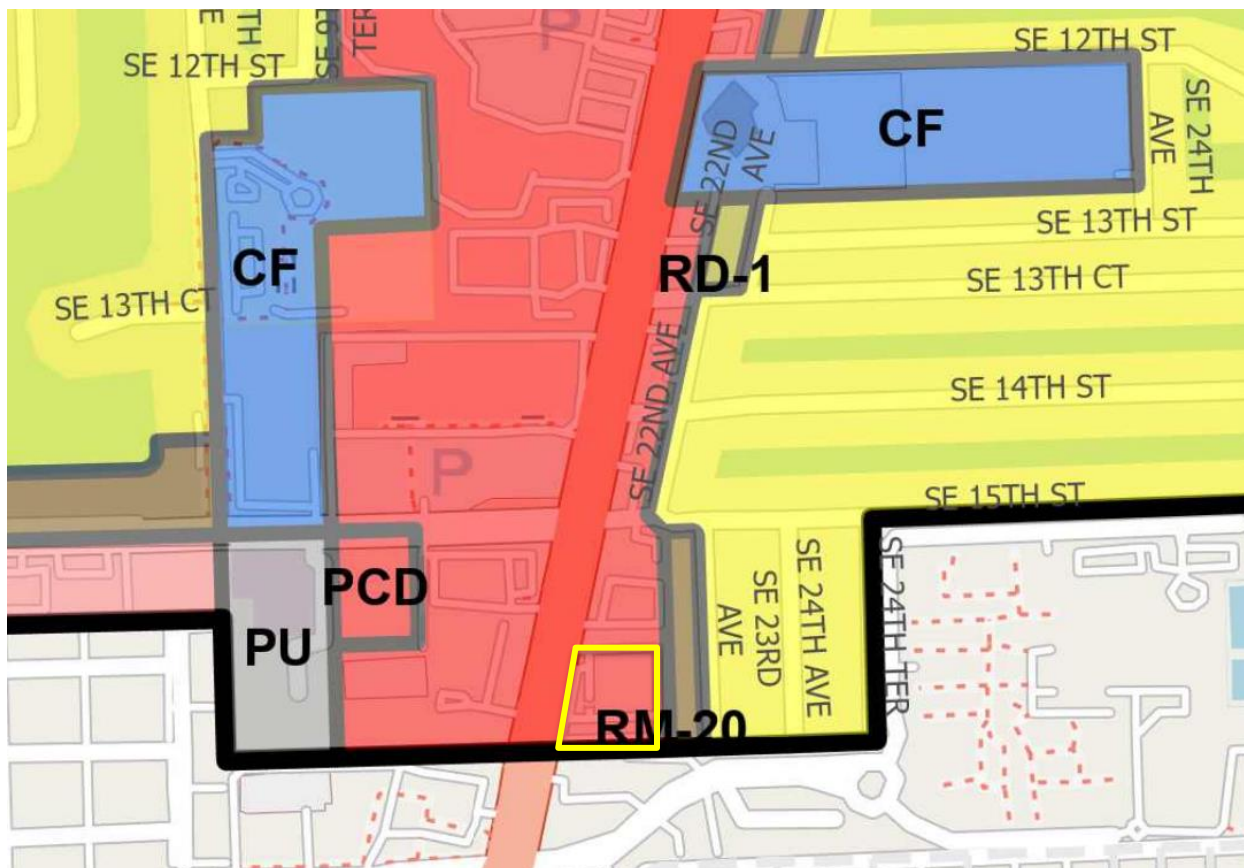 P
SE 12TH ST
SE 9T
TER
SE 12TH ST
CF
SE 24TH
AVE
SE 22ND
AVE
SE 13TH ST
CF
RD-1
SE 13TH CT
SE 13TH CT
SE 14TH ST
SE 22ND AVE
P
SE 15TH ST
PCD
PU
SE 23RD
AVE
SE 24TH AVE
SE 24TH TER
RM-20